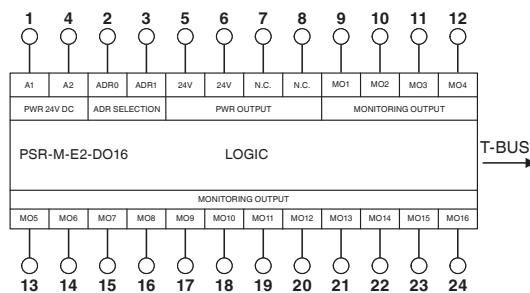 1 4 2 3 5 6 7 8 9 10 11 12
A1 A2 ADR0 ADR1 24V 24V N.C. N.C. MO1 MO2 MO3 MO4
PWR 24V DC ADR SELECTION PWR OUTPUT MONITORING OUTPUT
PSR-M-E2-DO16 LOGIC T-BUS
MONITORING OUTPUT
MO5 MO6 MO7 MO8 MO9 MO10 MO11 MO12 MO13 MO14 MO15 MO16
13 14 15 16 17 18 19 20 21 22 23 24